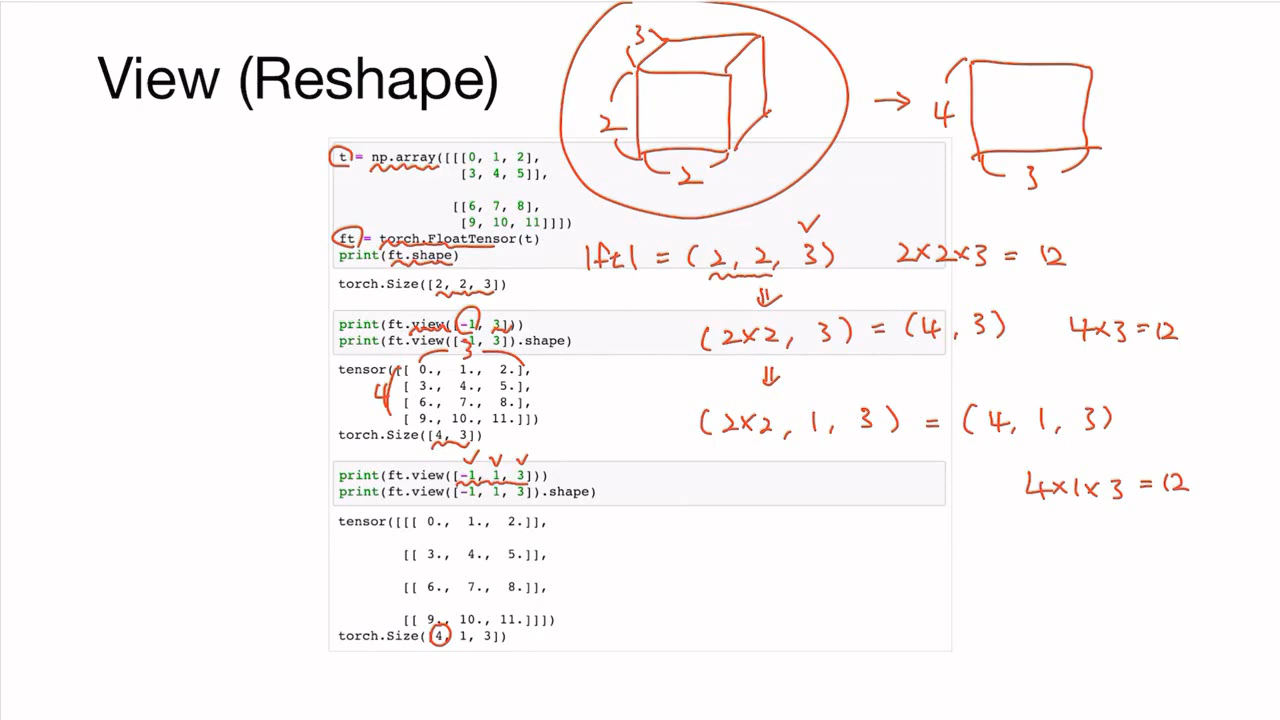 View (Reshape)
3
2
2
→
4
3
t = np.array([[[0, 1, 2],
[3, 4, 5]],
[[6, 7, 8],
[9, 10, 11]]])
ft = torch.FloatTensor(t)
print(ft.shape)
|ft| = (2, 2, 3) 2×2×3 = 12
torch.Size([2, 2, 3])
⇓
print(ft.view([-1, 3]))
print(ft.view([-1, 3]).shape)
(2×2, 3) = (4, 3) 4×3=12
3
4
tensor([[ 0., 1., 2.],
[ 3., 4., 5.],
[ 6., 7., 8.],
[ 9., 10., 11.]])
torch.Size([4, 3])
⇓
(2×2, 1, 3) = (4, 1, 3)
print(ft.view([-1, 1, 3]))
print(ft.view([-1, 1, 3]).shape)
4×1×3 = 12
tensor([[[ 0., 1., 2.]],
[[ 3., 4., 5.]],
[[ 6., 7., 8.]],
[[ 9., 10., 11.]]])
torch.Size([4, 1, 3])